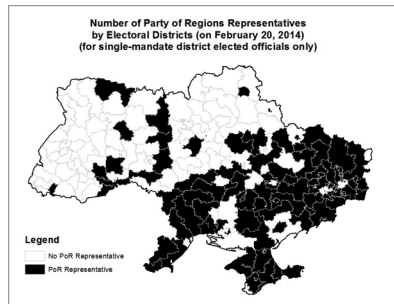 Number of Party of Regions Representatives
by Electoral Districts (on February 20, 2014)
(for single-mandate district elected officials only)
Legend
No PoR Representative
PoR Representative